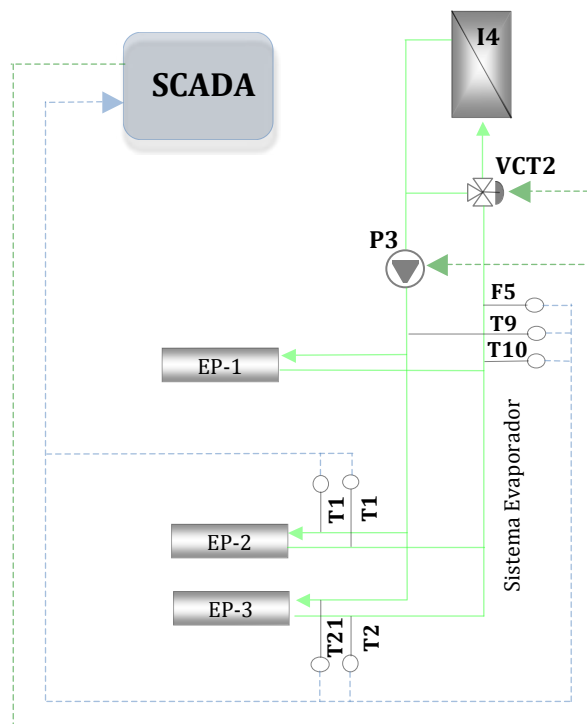 I4
SCADA
VCT2
P3
F5
T9
T10
EP-1
Sistema Evaporador
T1
T1
EP-2
EP-3
T21
T2